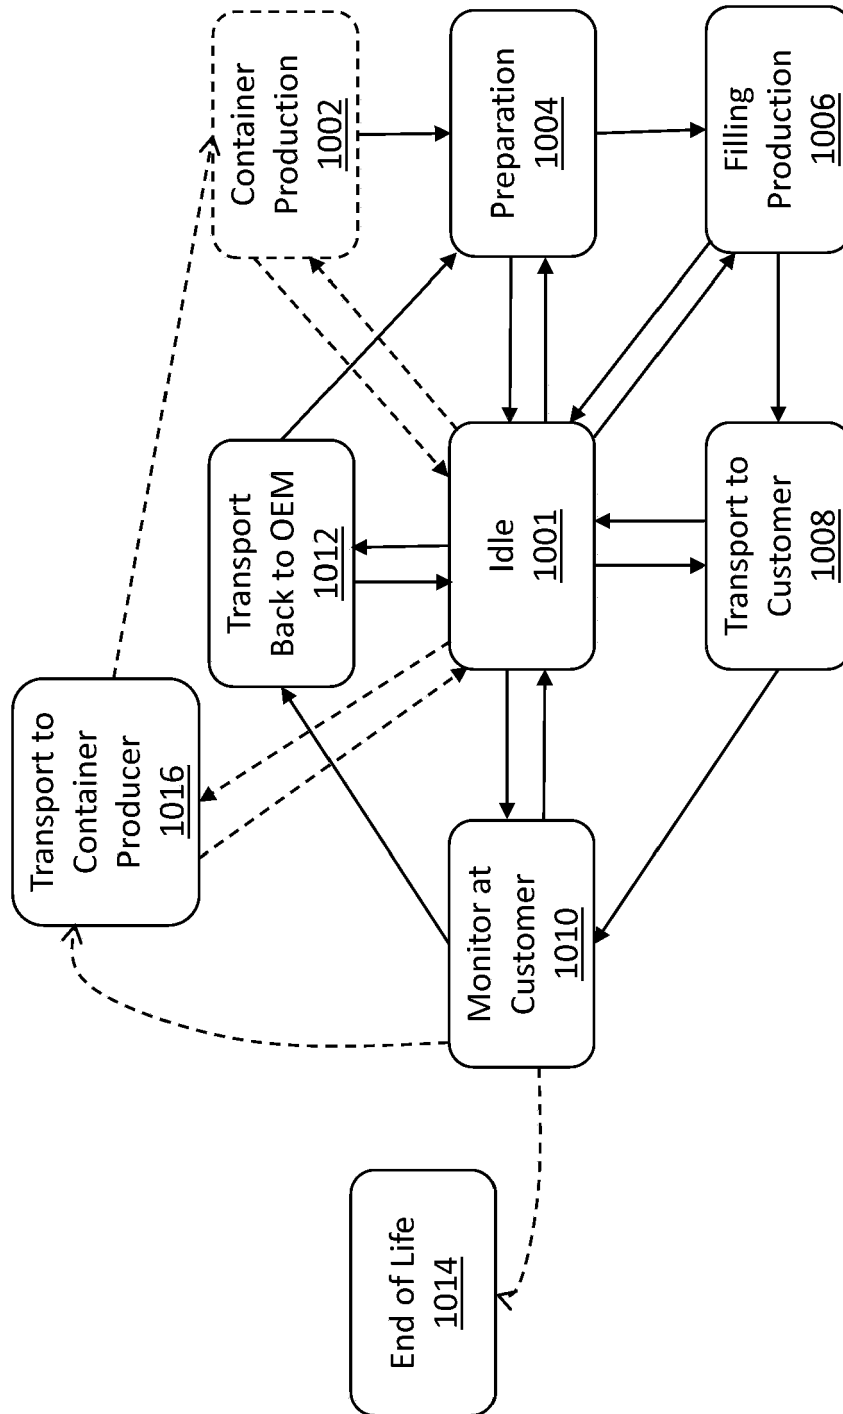 Transport to
Container
Producer
1016
Transport
Back to OEM
1012
Container
Production
1002
End of Life
1014
Monitor at
Customer
1010
Idle
1001
Preparation
1004
Transport to
Customer
1008
Filling
Production
1006